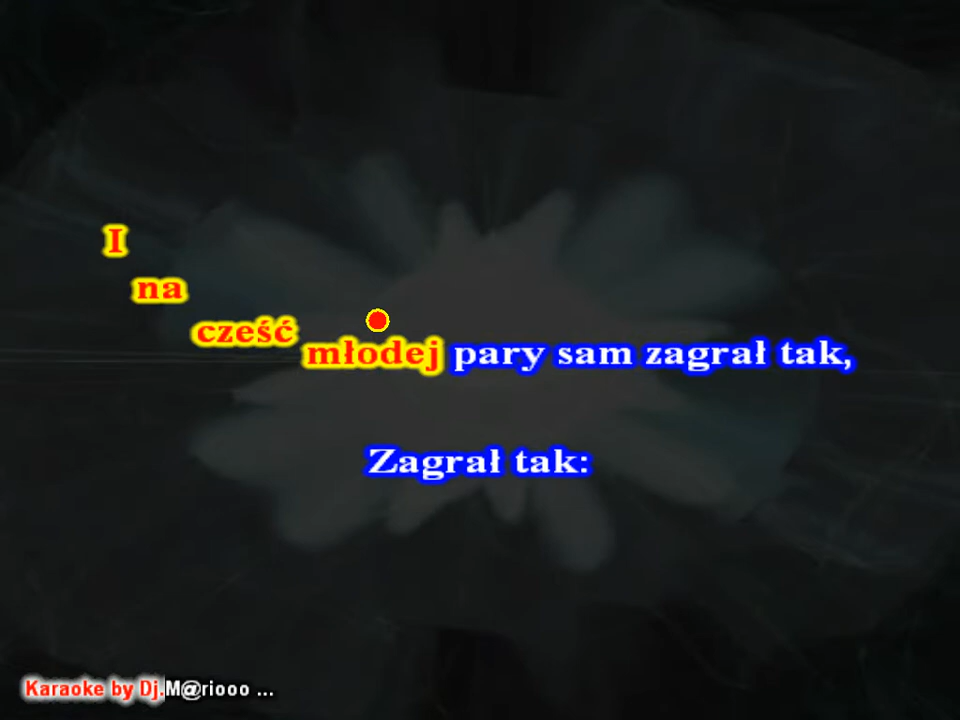 I na cześć młodej pary sam zagrał tak,
Zagrał tak:
Karaoke by Dj.M@riooo ...